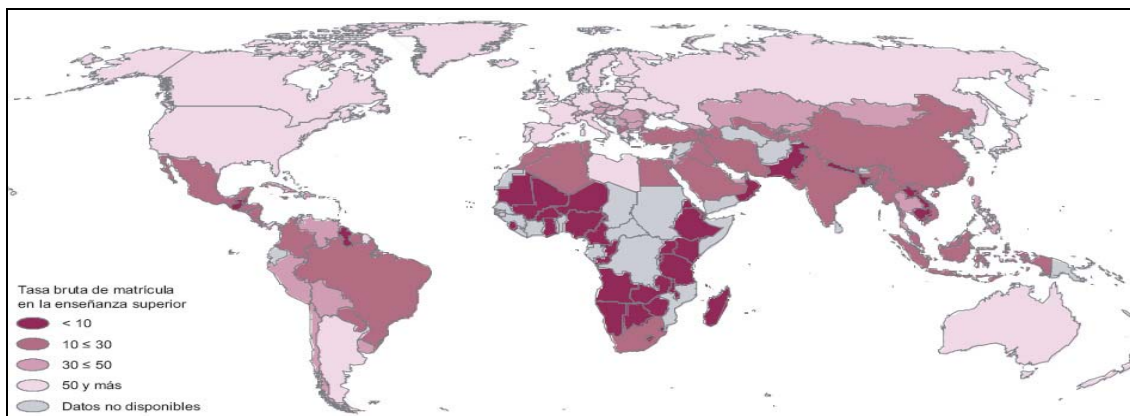 Tasa bruta de matrícula
en la enseñanza superior
< 10
10 ≤ 30
30 ≤ 50
50 y más
Datos no disponibles